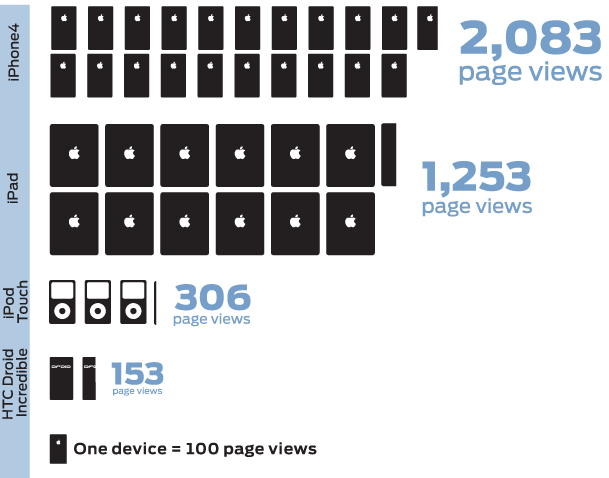 iPhone4
2,083
page views
iPad
1,253
page views
iPod
Touch
306
page views
HTC Droid
Incredible
DROID
153
page views
One device = 100 page views